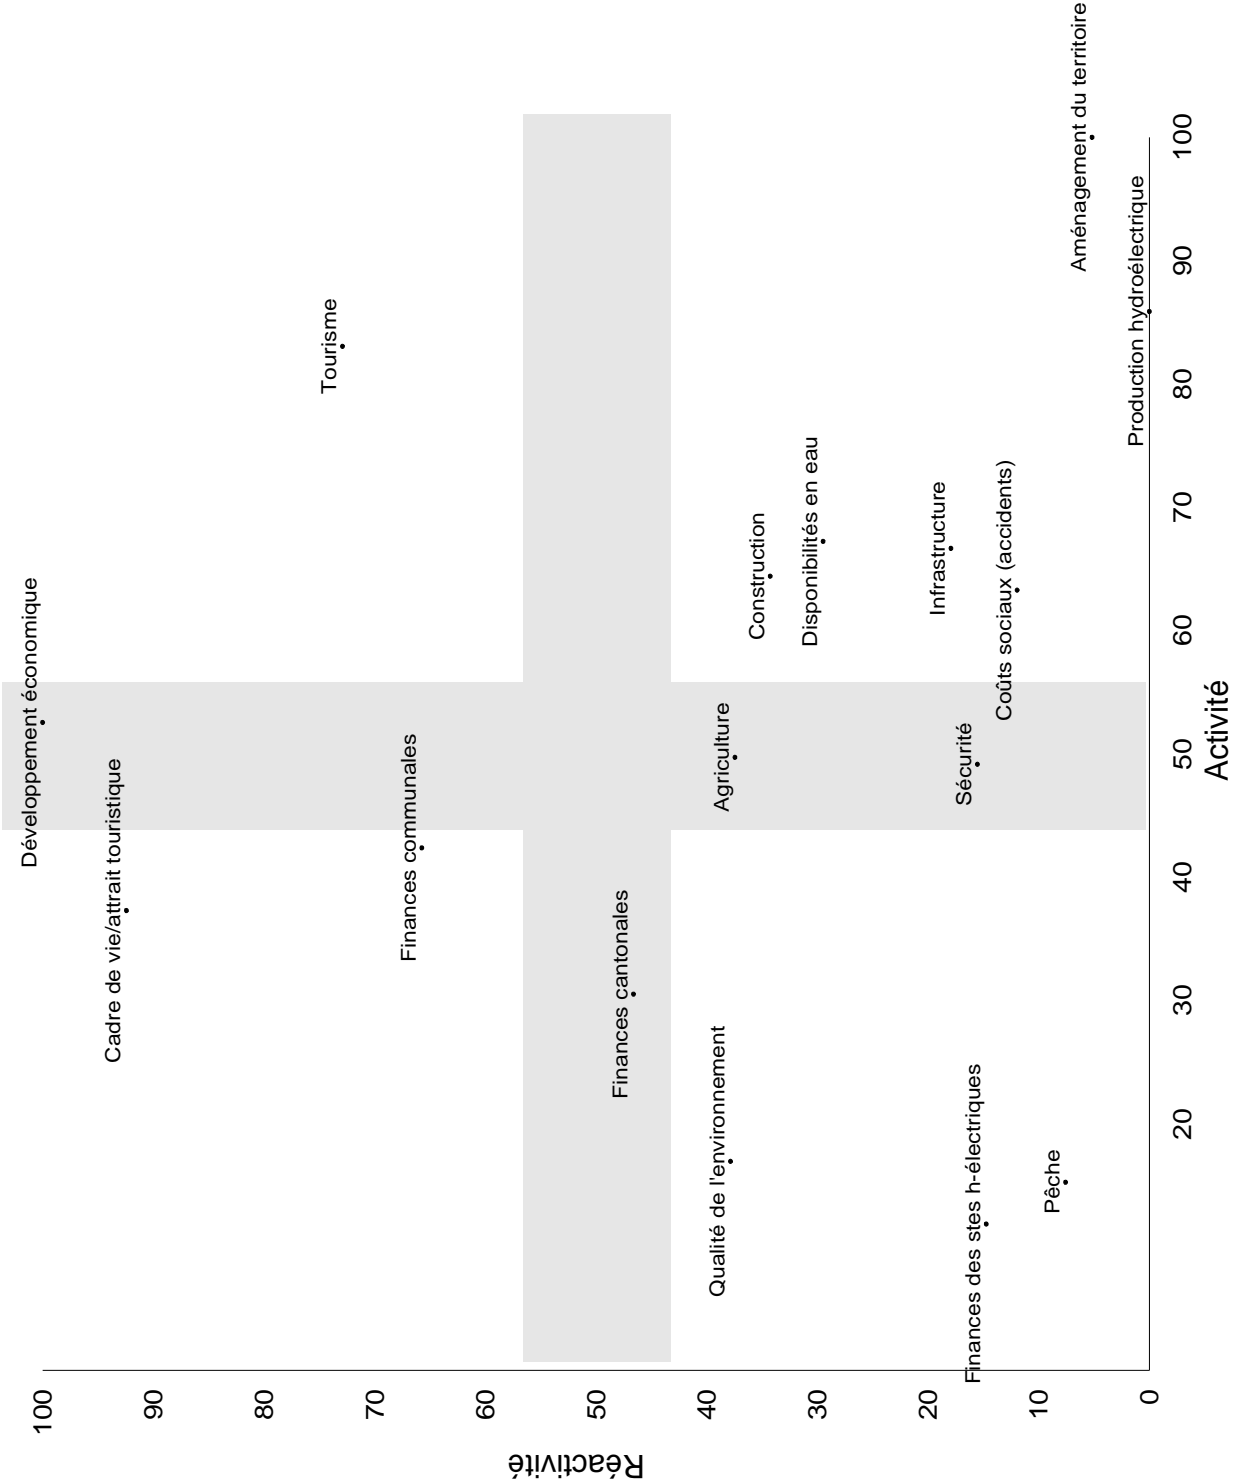 Réactivité
100
90
80
70
60
50
40
30
20
10
0
Développement économique
Cadre de vie/attrait touristique
Tourisme
Finances communales
Finances cantonales
Qualité de l'environnement
Agriculture
Construction
Disponibilités en eau
Infrastructure
Sécurité
Coûts sociaux (accidents)
Finances des stes h-électriques
Pêche
Aménagement du territoire
Production hydroélectrique
20
30
40
50
60
70
80
90
100
Activité